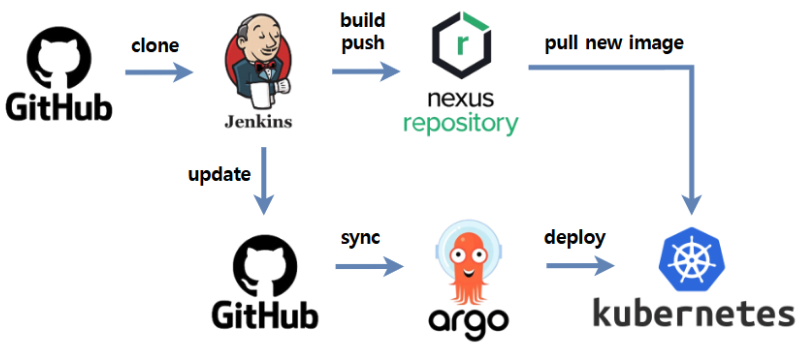 clone
build
push
pull new image
GitHub
Jenkins
r
nexus
repository
update
sync
deploy
GitHub
argo
kubernetes